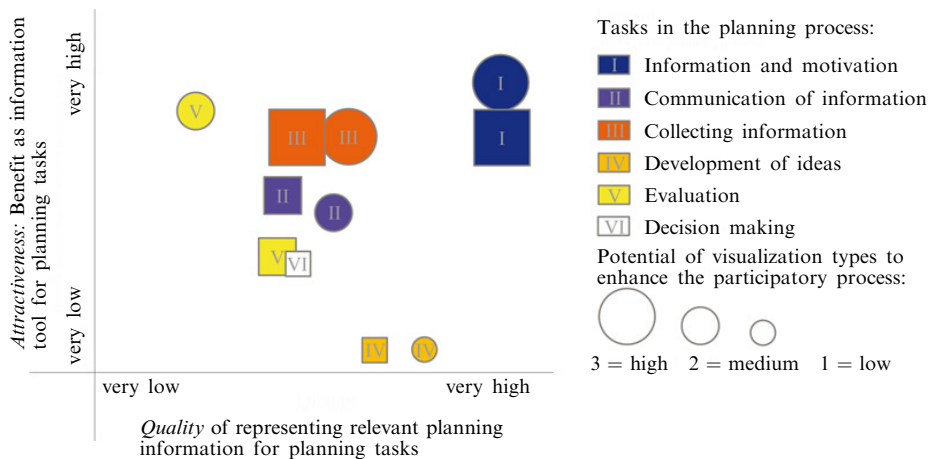 Attractiveness: Benefit as information
tool for planning tasks
very high
very low
V
III
III
I
I
II
II
V
VI
IV
IV
very low
very high
Quality of representing relevant planning
information for planning tasks
Tasks in the planning process:
I Information and motivation
II Communication of information
III Collecting information
IV Development of ideas
V Evaluation
VI Decision making
Potential of visualization types to
enhance the participatory process:
3 = high 2 = medium 1 = low